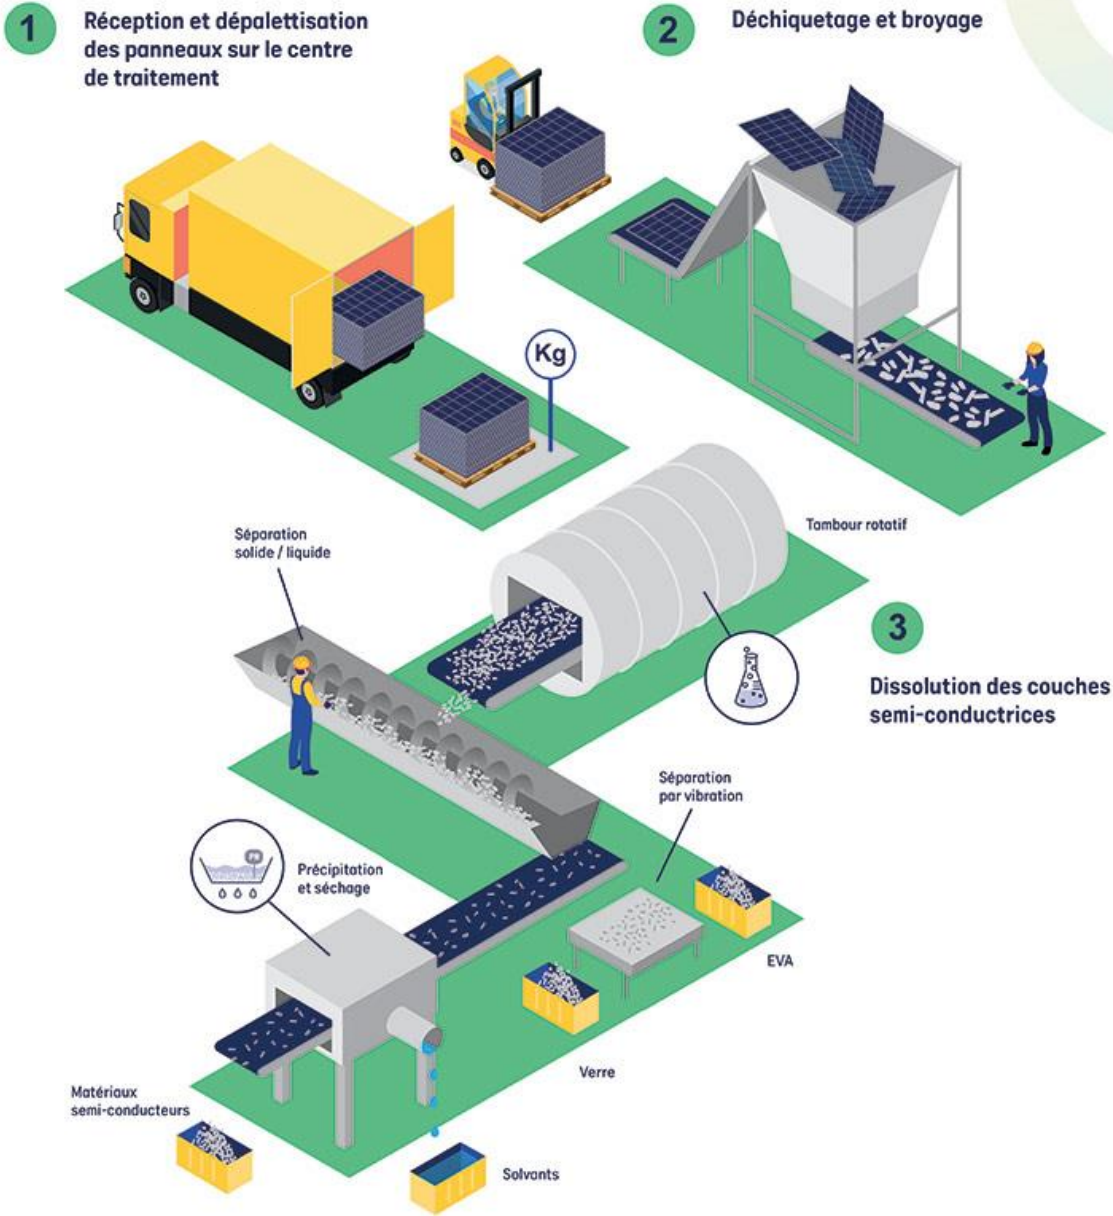 1
Réception et dépalettisation
des panneaux sur le centre
de traitement
2
Déchiquetage et broyage
Kg
Tambour rotatif
Séparation
solide / liquide
3
Dissolution des couches
semi-conductrices
Séparation
par vibration
Précipitation
et séchage
EVA
Verre
Matériaux
semi-conducteurs
Solvants